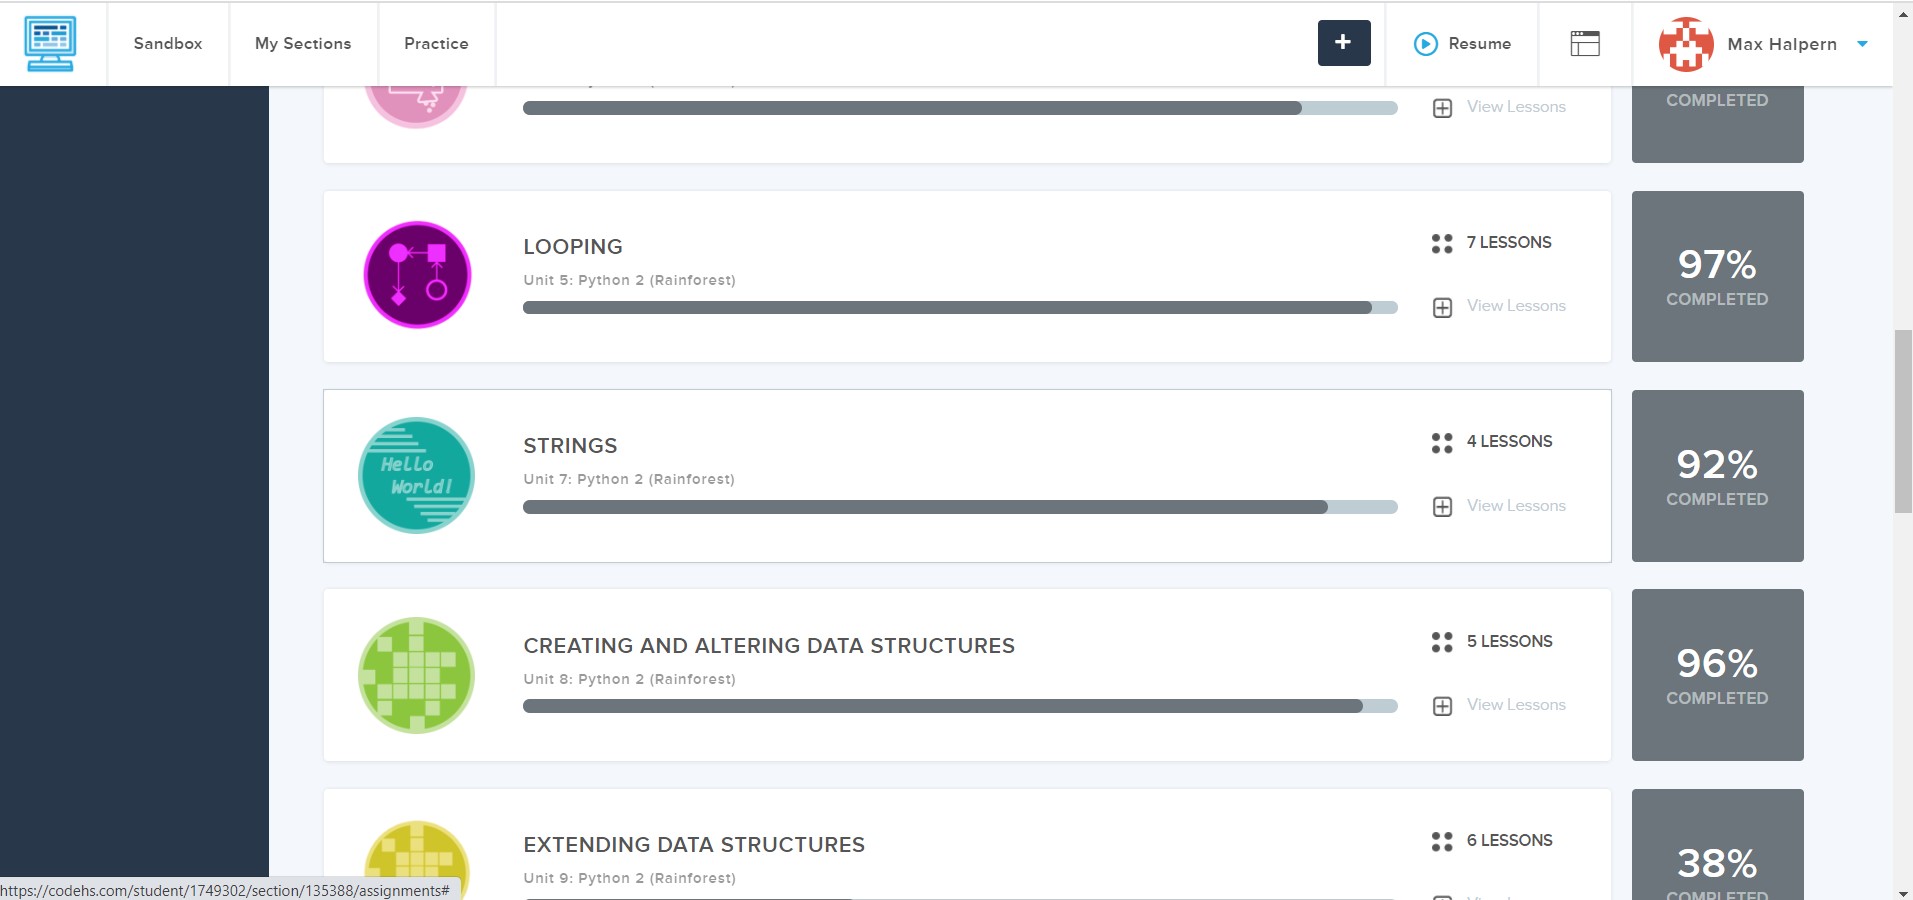 Sandbox
My Sections
Practice
+
Resume
Max Halpern
View Lessons
COMPLETED
LOOPING
Unit 5: Python 2 (Rainforest)
7 LESSONS
View Lessons
97%
COMPLETED
Hello
World!
STRINGS
Unit 7: Python 2 (Rainforest)
4 LESSONS
View Lessons
92%
COMPLETED
CREATING AND ALTERING DATA STRUCTURES
Unit 8: Python 2 (Rainforest)
5 LESSONS
View Lessons
96%
COMPLETED
EXTENDING DATA STRUCTURES
Unit 9: Python 2 (Rainforest)
6 LESSONS
38%
COMPLETED
https://codehs.com/student/1749302/section/135388/assignments#